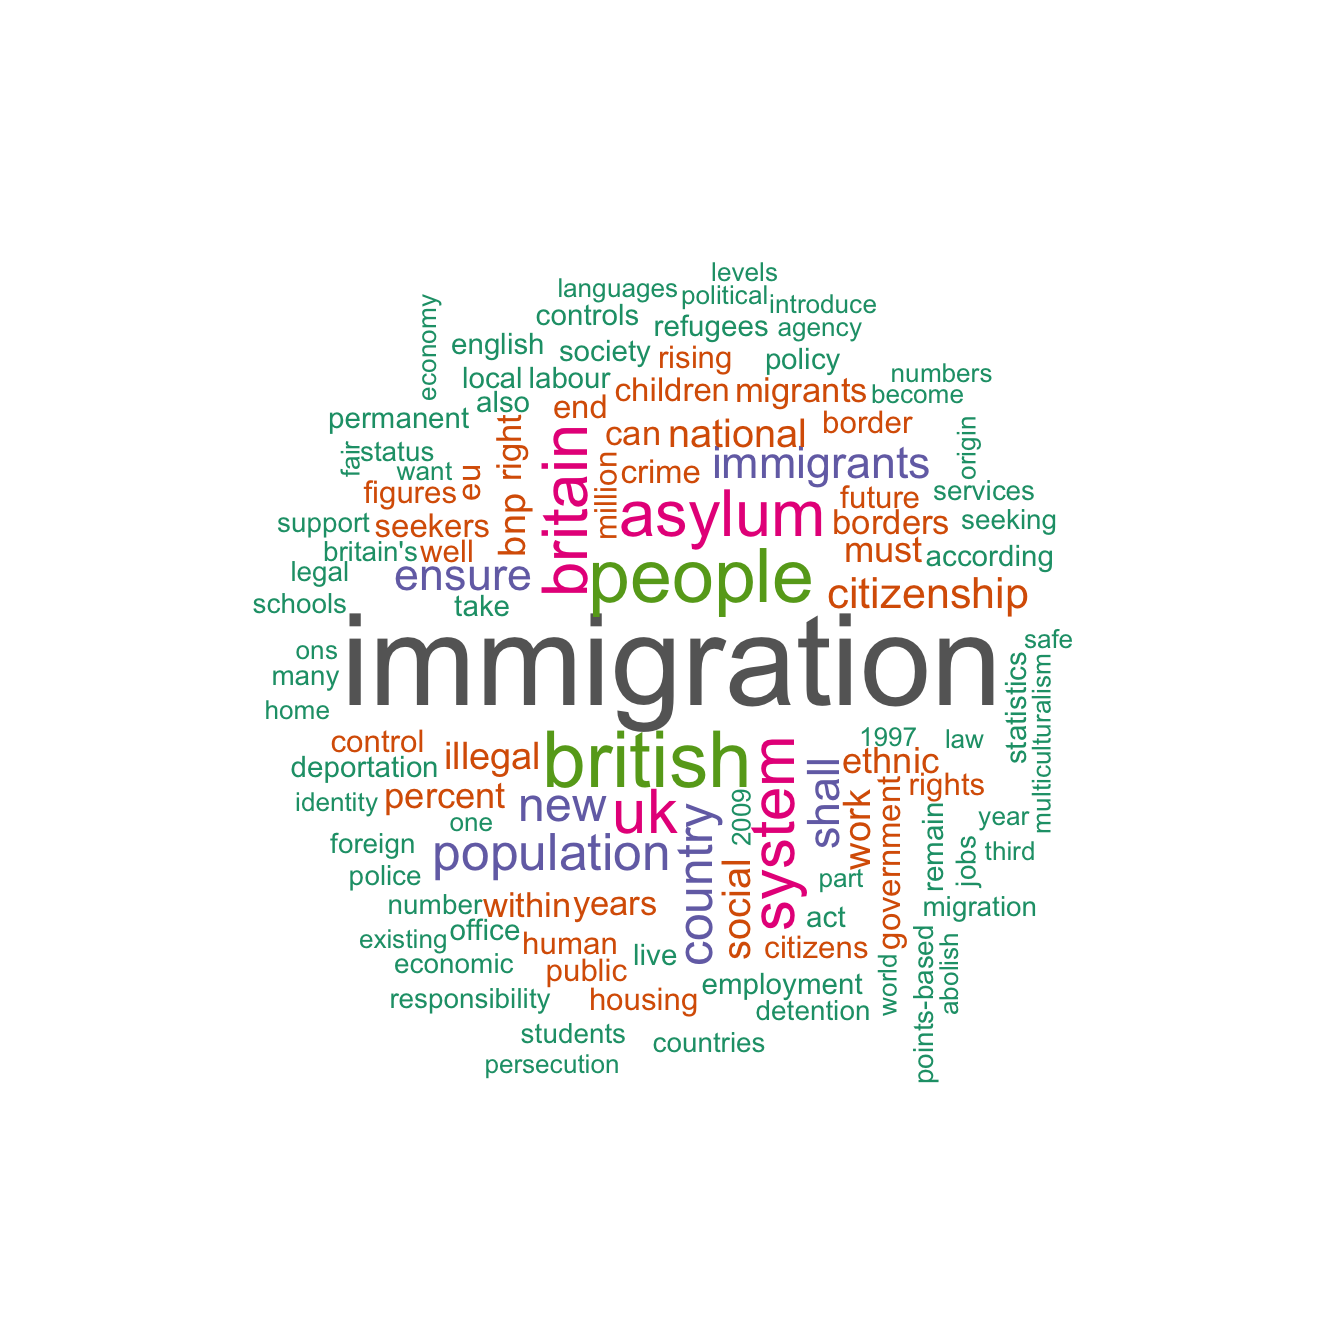 levels
languages
political
introduce
economy
controls
refugees
agency
english
society
rising
policy
local
labour
children
migrants
numbers
become
permanent
also
end
can
national
border
origin
fair
status
want
right
britain
million
crime
immigrants
figures
eu
bnp
asylum
future
services
support
seekers
borders
seeking
britain's
well
must
according
legal
ensure
people
citizenship
schools
take
immigration
safe
ons
many
home
statistics
multiculturalism
control
illegal
british
system
1997
law
deportation
ethnic
shall
rights
identity
percent
new
uk
2009
work
government
year
one
country
remain
foreign
population
jobs
third
police
social
part
number
within
years
act
migration
existing
office
human
live
citizens
economic
public
world
points-based
abolish
responsibility
housing
employment
detention
students
countries
persecution